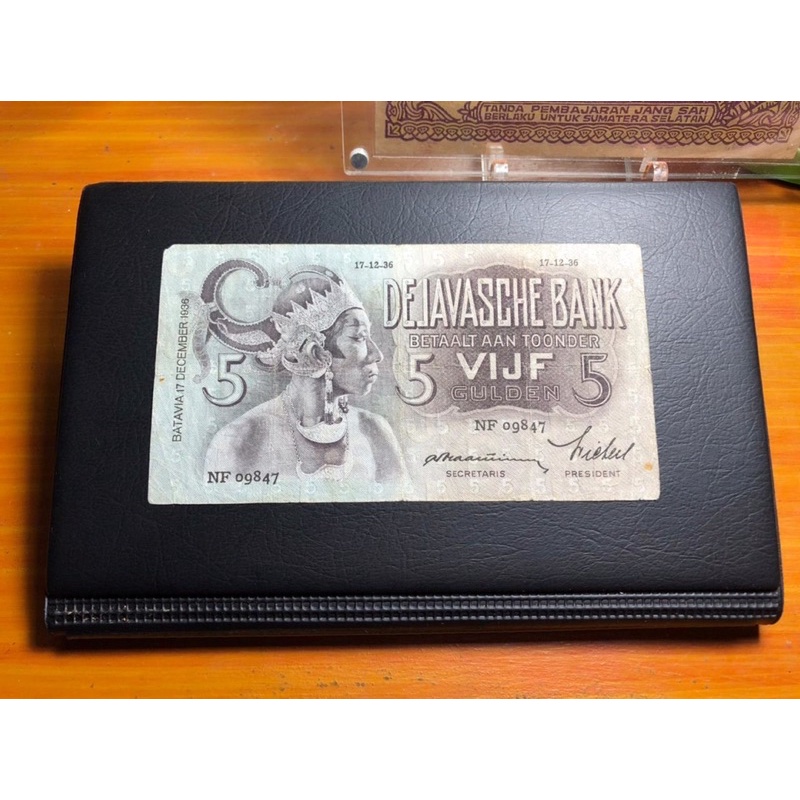 TANDA PEMBAJARAN JANG SAH
BERLAKU UNTUK SUMATERA SELATAN
17-12-36
17-12-36
DE JAVASCHE BANK
BETAALT AAN TOONDER
VIJF
GULDEN
5
5
5
BATAVIA 17 DECEMBER 1936
NF 09847
NF 09847
SECRETARIS
PRESIDENT